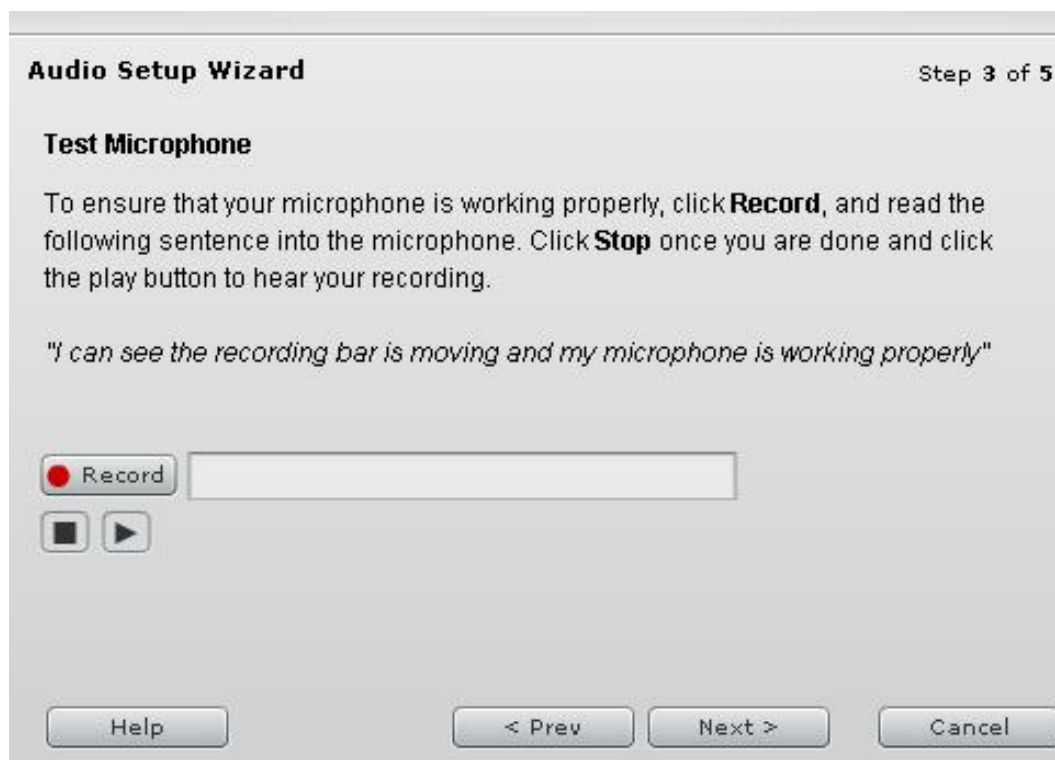 Audio Setup Wizard
Step 3 of 5
Test Microphone
To ensure that your microphone is working properly, click Record, and read the
following sentence into the microphone. Click Stop once you are done and click
the play button to hear your recording.
"I can see the recording bar is moving and my microphone is working properly"
Record
Help
< Prev
Next >
Cancel